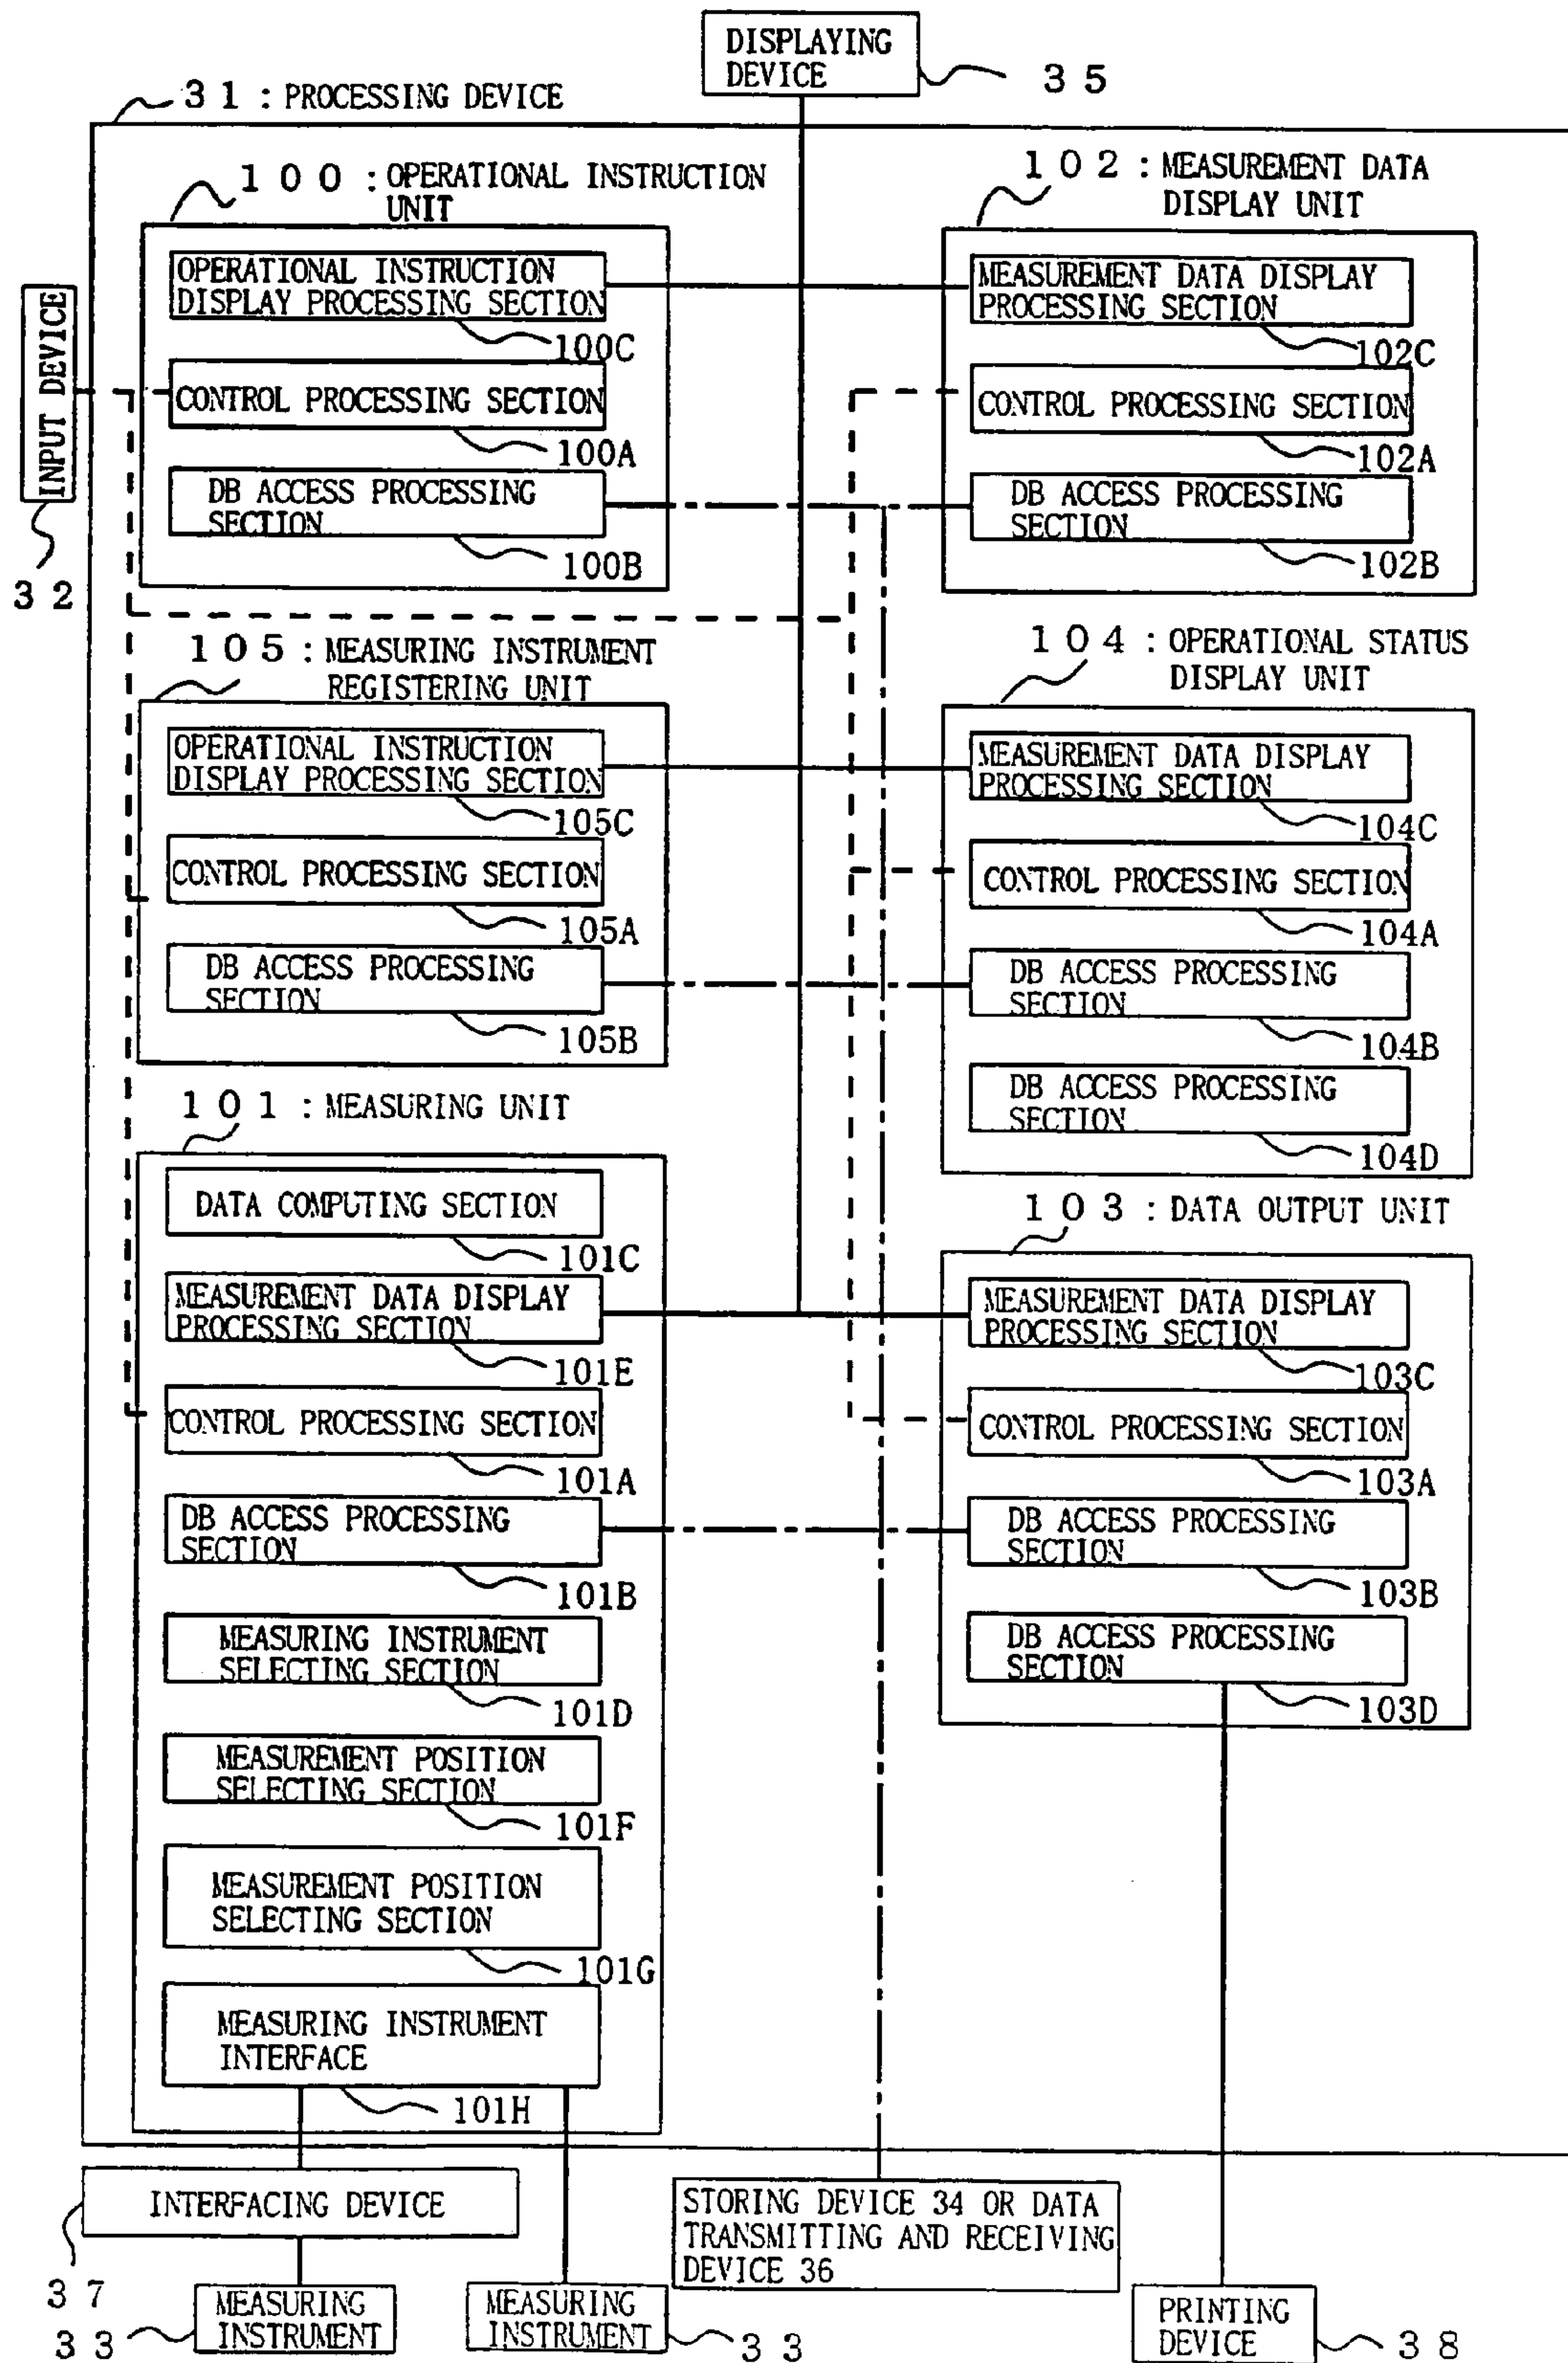 DISPLAYING
DEVICE
35
31 : PROCESSING DEVICE
100 : OPERATIONAL INSTRUCTION
UNIT
OPERATIONAL INSTRUCTION
DISPLAY PROCESSING SECTION
100C
CONTROL PROCESSING SECTION
100A
DB ACCESS PROCESSING
SECTION
100B
INPUT DEVICE
32
102 : MEASUREMENT DATA
DISPLAY UNIT
MEASUREMENT DATA DISPLAY
PROCESSING SECTION
102C
CONTROL PROCESSING SECTION
102A
DB ACCESS PROCESSING
SECTION
102B
105 : MEASURING INSTRUMENT
REGISTERING UNIT
OPERATIONAL INSTRUCTION
DISPLAY PROCESSING SECTION
105C
CONTROL PROCESSING SECTION
105A
DB ACCESS PROCESSING
SECTION
105B
104 : OPERATIONAL STATUS
DISPLAY UNIT
MEASUREMENT DATA DISPLAY
PROCESSING SECTION
104C
CONTROL PROCESSING SECTION
104A
DB ACCESS PROCESSING
SECTION
104B
DB ACCESS PROCESSING
SECTION
104D
101 : MEASURING UNIT
DATA COMPUTING SECTION
101C
MEASUREMENT DATA DISPLAY
PROCESSING SECTION
101E
CONTROL PROCESSING SECTION
101A
DB ACCESS PROCESSING
SECTION
101B
MEASURING INSTRUMENT
SELECTING SECTION
101D
MEASUREMENT POSITION
SELECTING SECTION
101F
MEASUREMENT POSITION
SELECTING SECTION
101G
MEASURING INSTRUMENT
INTERFACE
101H
103 : DATA OUTPUT UNIT
MEASUREMENT DATA DISPLAY
PROCESSING SECTION
103C
CONTROL PROCESSING SECTION
103A
DB ACCESS PROCESSING
SECTION
103B
DB ACCESS PROCESSING
SECTION
103D
INTERFACING DEVICE
37
MEASURING
INSTRUMENT
33
MEASURING
INSTRUMENT
33
STORING DEVICE 34 OR DATA
TRANSMITTING AND RECEIVING
DEVICE 36
PRINTING
DEVICE
38